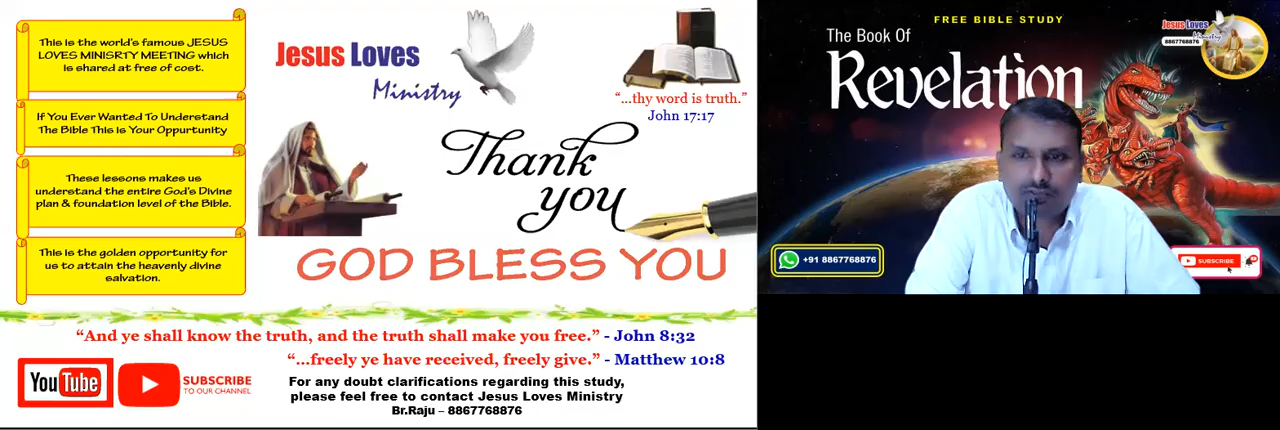 This is the world's famous JESUS
LOVES MINISRTY MEETING which
is shared at free of cost.
If You Ever Wanted To Understand
The Bible This is Your Oppurtunity
These lessons makes us
understand the entire God's Divine
plan & foundation level of the Bible.
This is the golden opportunity for
us to attain the heavenly divine
salvation.
Jesus Loves
Ministry
"...thy word is truth."
John 17:17
Thank
you
GOD BLESS YOU
"And ye shall know the truth, and the truth shall make you free." - John 8:32
"...freely ye have received, freely give." - Matthew 10:8
YouTube
SUBSCRIBE
TO OUR CHANNEL
For any doubt clarifications regarding this study,
please feel free to contact Jesus Loves Ministry
Br.Raju – 8867768876
FREE BIBLE STUDY
The Book Of
Revelation
Jesus Loves
Ministry
8867768876
+91 8867768876
SUBSCRIBE